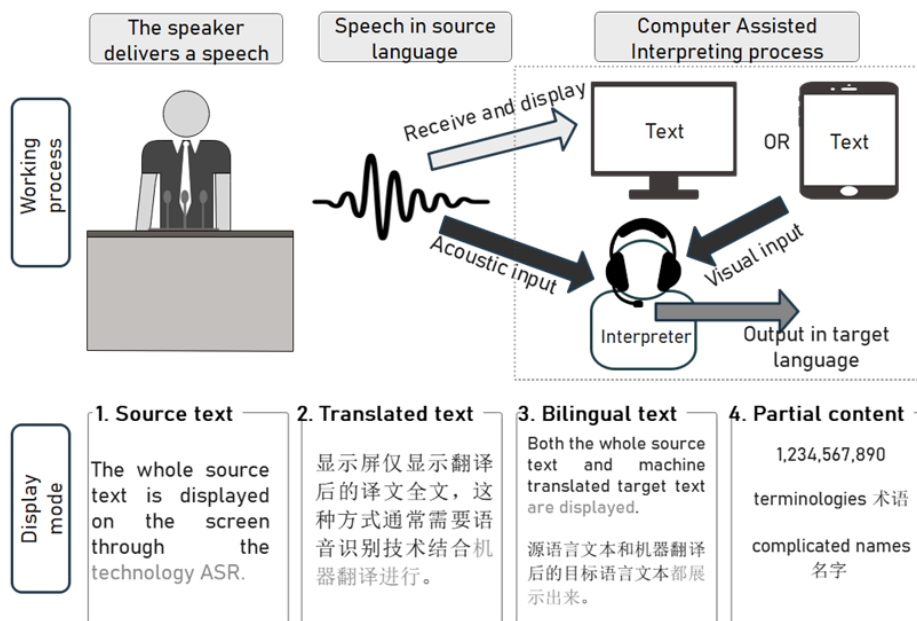 The speaker
delivers a speech
Speech in source
language
Computer Assisted
Interpreting process
Working
process
Receive and display
Text
OR
Text
Acoustic input
Visual input
Interpreter
Output in target
language
Display
mode
1. Source text
The whole source
text is displayed
on the screen
through the
technology ASR.
2. Translated text
显示屏仅显示翻译
后的译文全文，这
种方式通常需要语
音识别技术结合机
器翻译进行。
3. Bilingual text
Both the whole source
text and machine
translated target text
are displayed.
源语言文本和机器翻译
后的目标语言文本都展
示出来。
4. Partial content
1,234,567,890
terminologies 术语
complicated names
名字